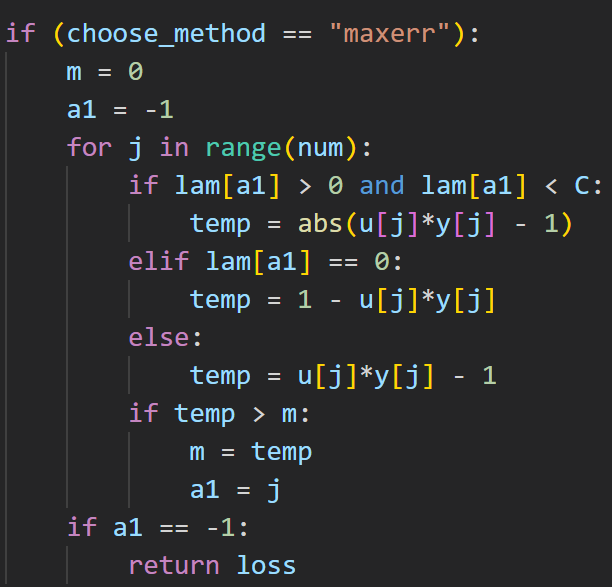 if (choose_method == "maxerr"):
    m = 0
    a1 = -1
    for j in range(num):
        if lam[a1] > 0 and lam[a1] < C:
            temp = abs(u[j]*y[j] - 1)
        elif lam[a1] == 0:
            temp = 1 - u[j]*y[j]
        else:
            temp = u[j]*y[j] - 1
        if temp > m:
            m = temp
            a1 = j
    if a1 == -1:
        return loss